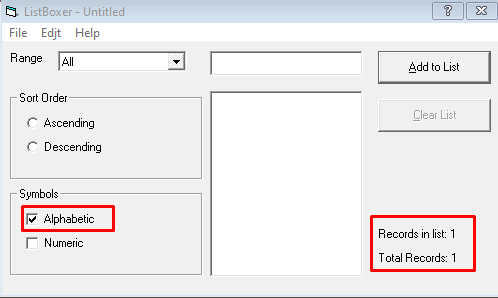 ListBoxer - Untitled
File Edjt Help
Range All
Add to List
Sort Order
Clear List
Ascending
Descending
Symbols
Alphabetic
Numeric
Records in list: 1
Total Records: 1